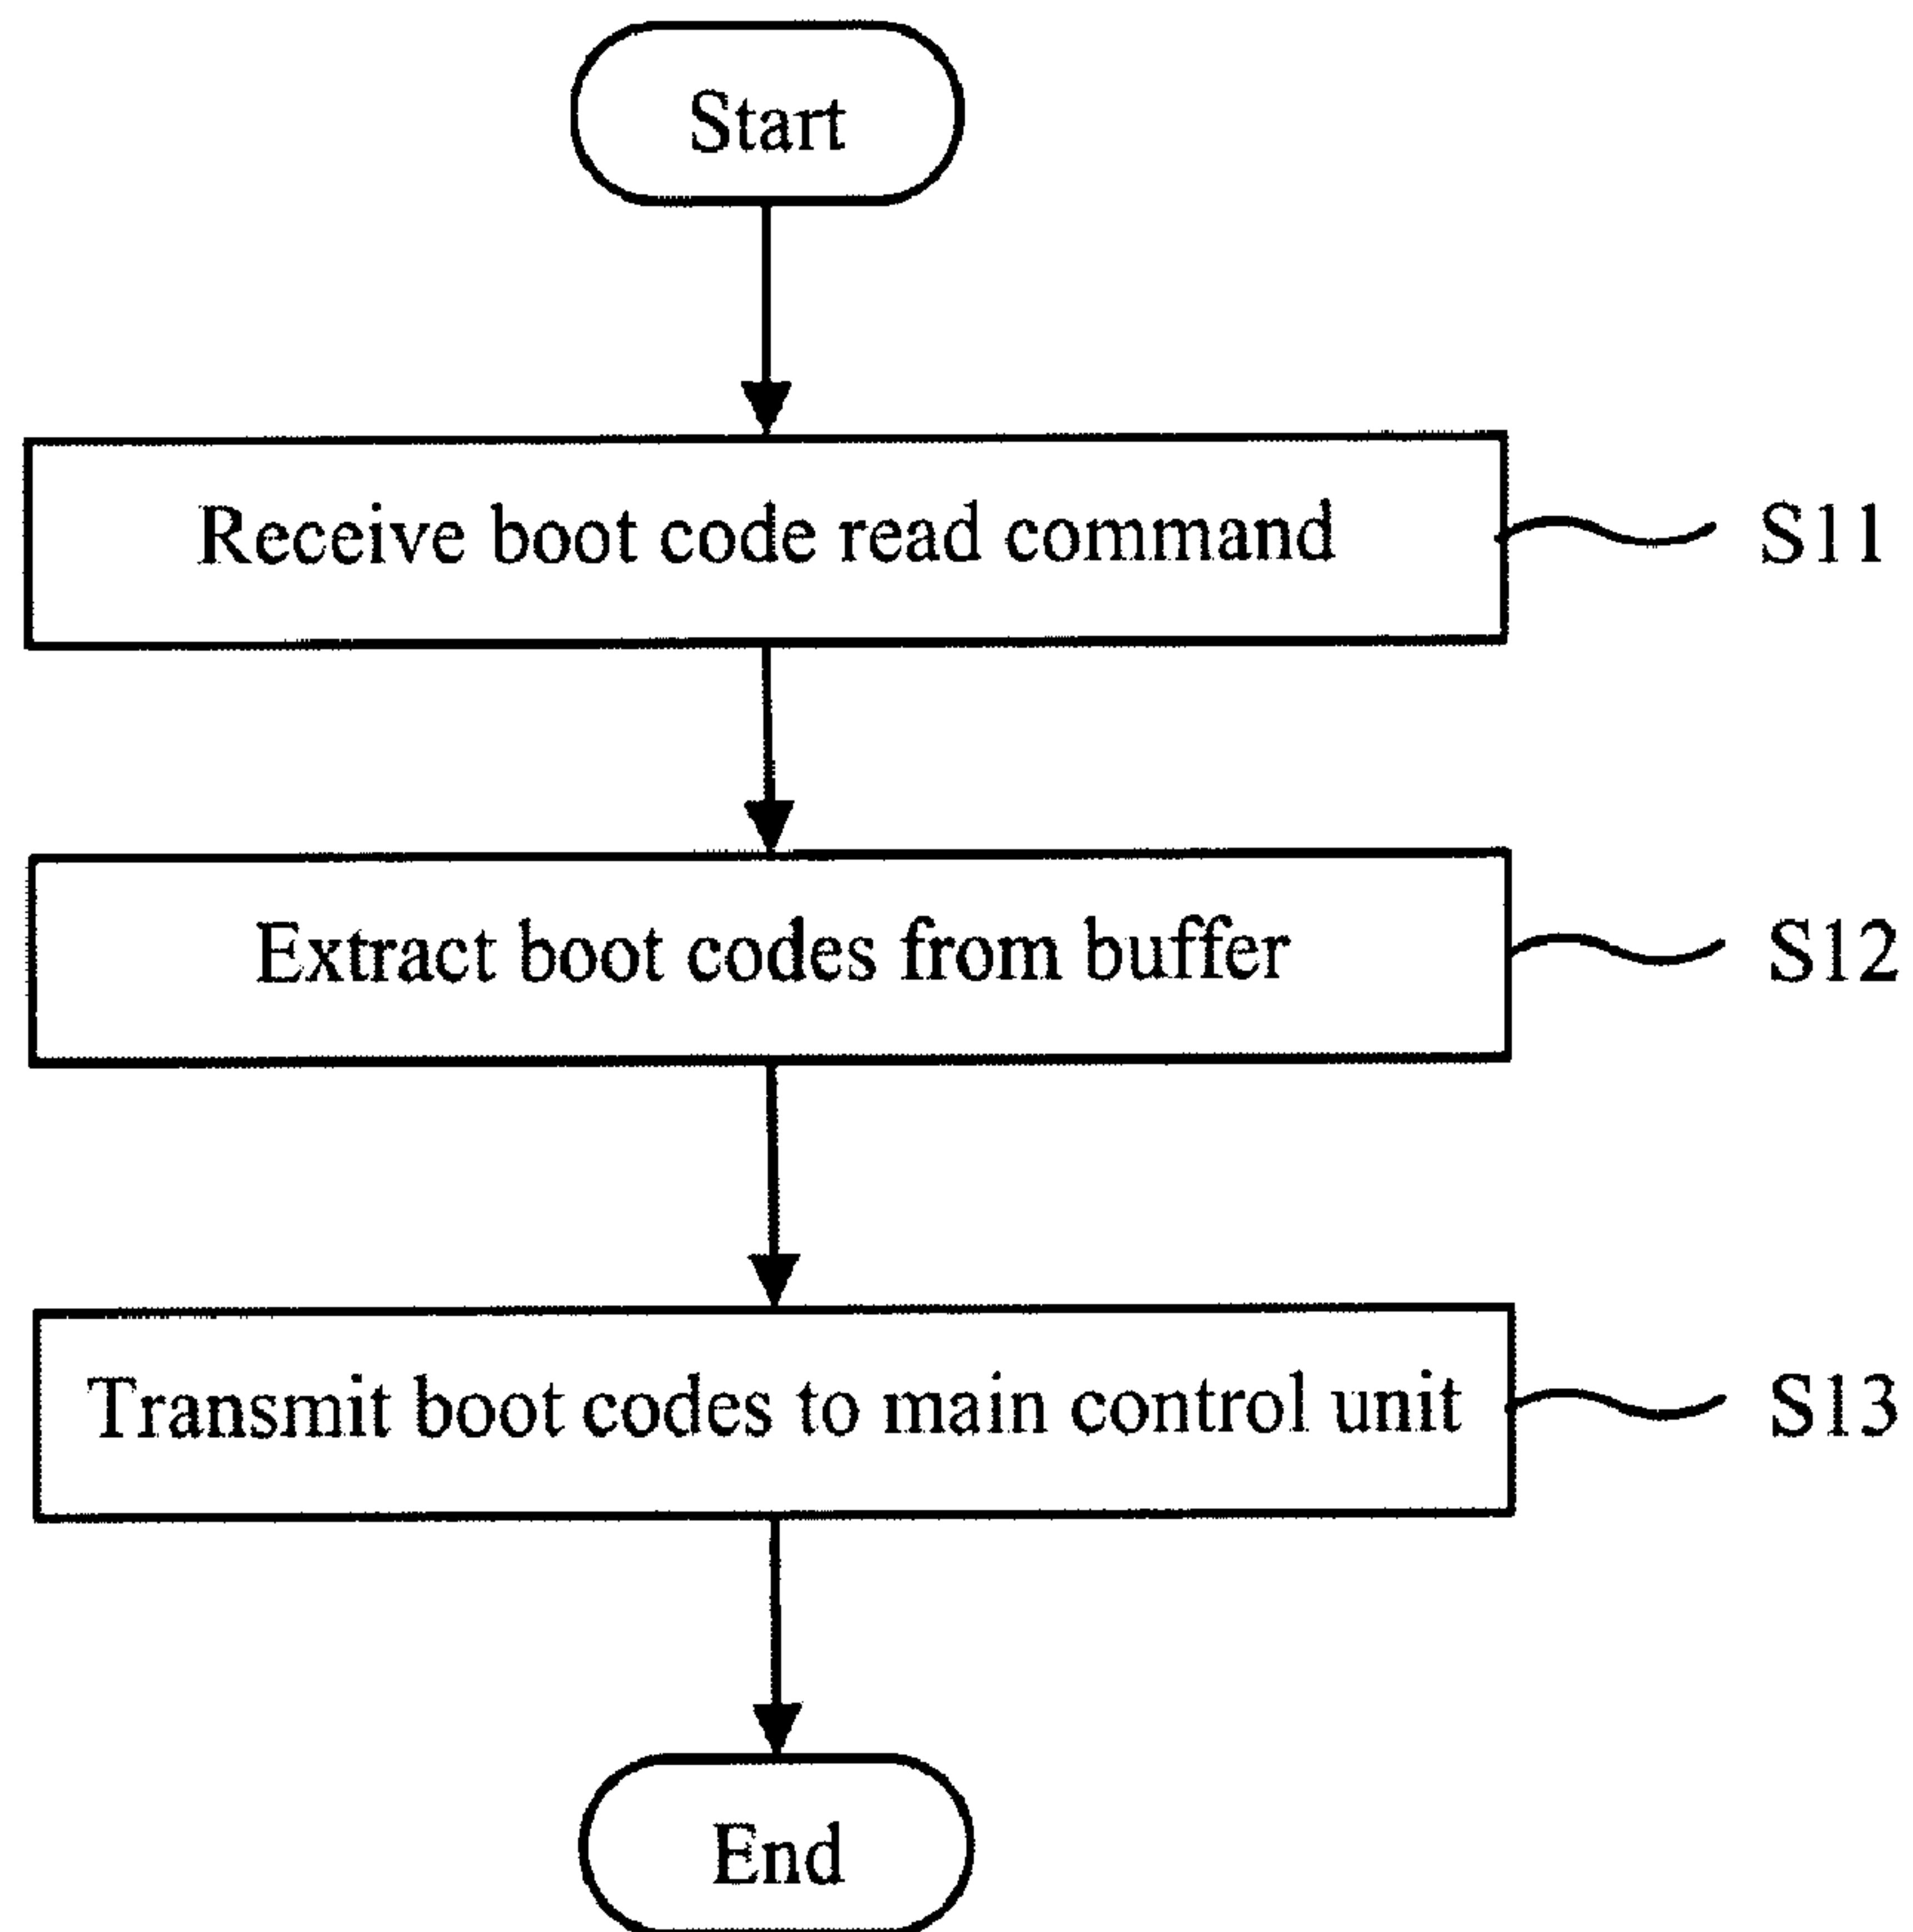 Start
Receive boot code read command
S11
Extract boot codes from buffer
S12
Transmit boot codes to main control unit
S13
End